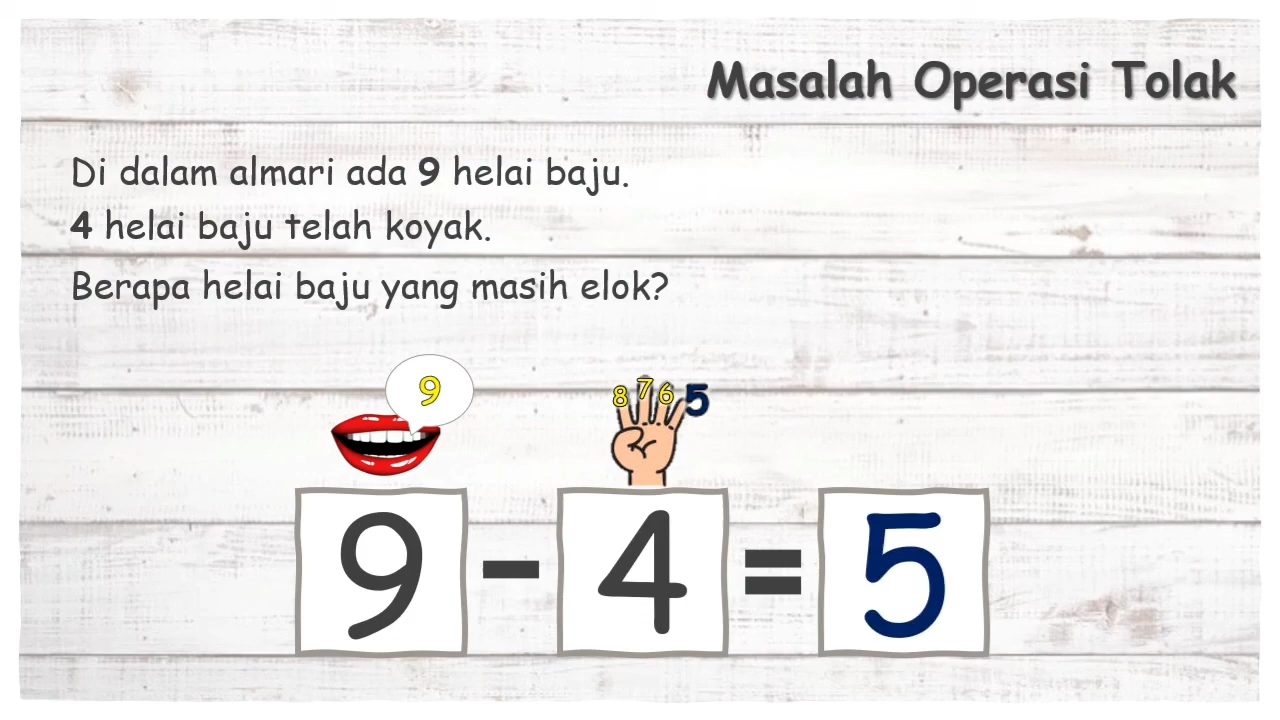 Masalah Operasi Tolak
Di dalam almari ada 9 helai baju.
4 helai baju telah koyak.
Berapa helai baju yang masih elok?
9
8 7 6 5
9 - 4 = 5